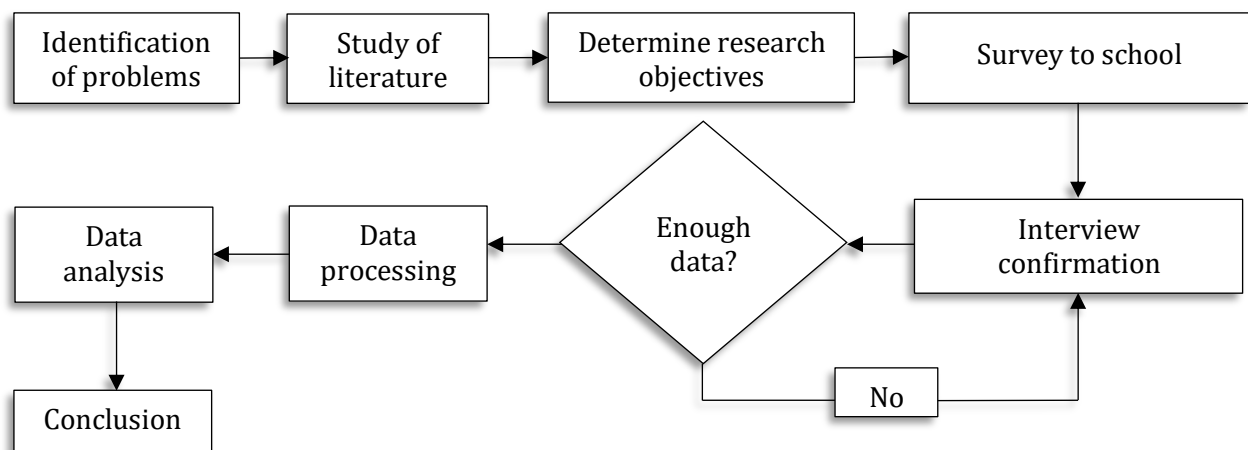 Identification
of problems
Study of
literature
Determine research
objectives
Survey to school
Interview
confirmation
Enough
data?
No
Data
processing
Data
analysis
Conclusion